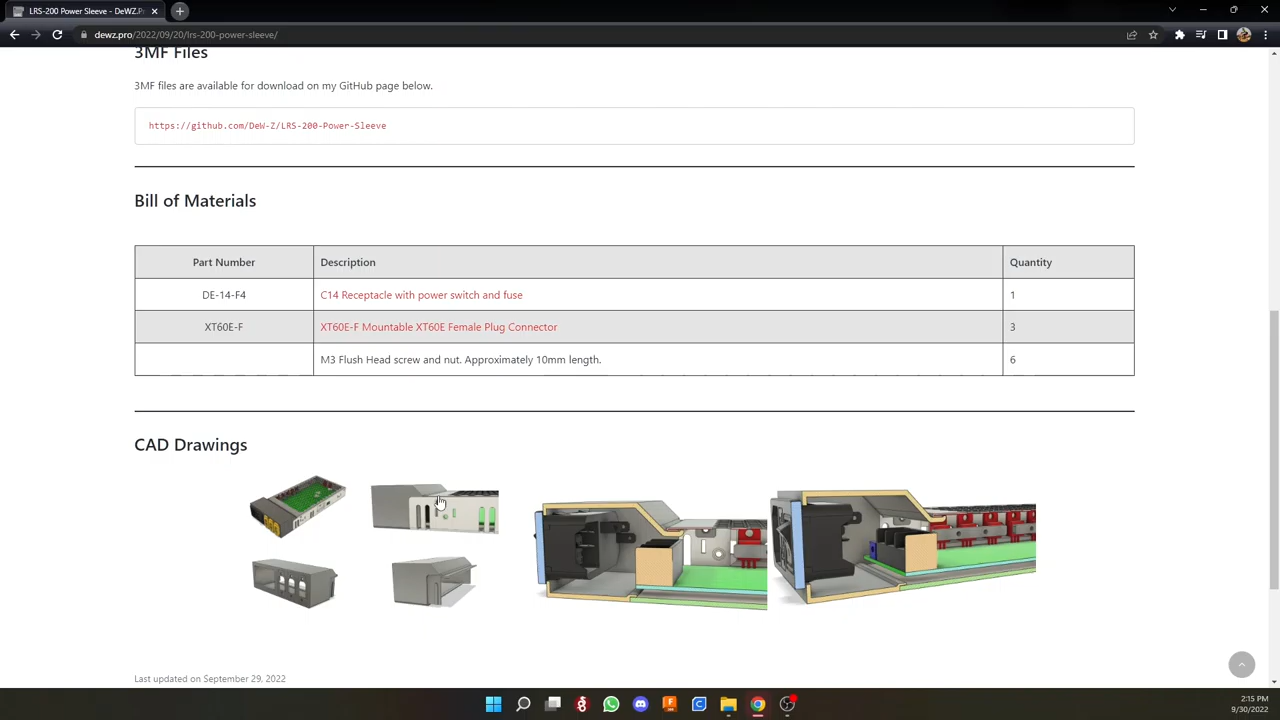 LRS-200 Power Sleeve - DeWZ.Pr
dewz.pro/2022/09/20/lrs-200-power-sleeve/
3MF Files
3MF files are available for download on my GitHub page below.
https://github.com/DeW-Z/LRS-200-Power-Sleeve
Bill of Materials
Part Number Description Quantity
DE-14-F4 C14 Receptacle with power switch and fuse 1
XT60E-F XT60E-F Mountable XT60E Female Plug Connector 3
M3 Flush Head screw and nut. Approximately 10mm length. 6
CAD Drawings
Last updated on September 29, 2022
2:15 PM
9/30/2022